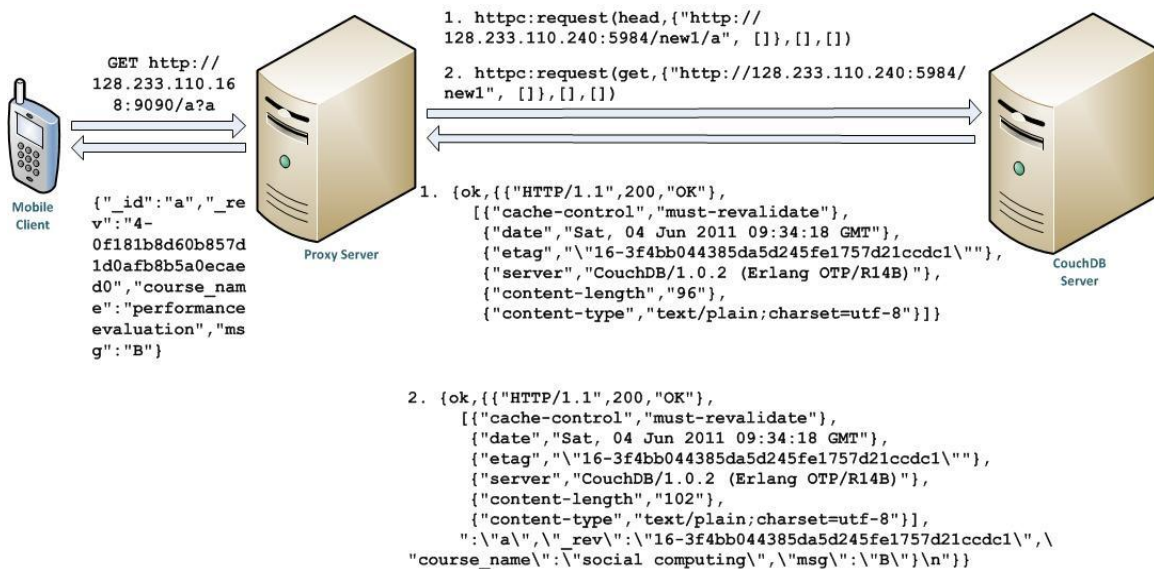 GET http://
128.233.110.16
8:9090/a?a
1. httpc:request(head,{"http://
128.233.110.240:5984/new1/a", []},[],[])
2. httpc:request(get,{"http://128.233.110.240:5984/
new1", []},[],[])
Mobile
Client
{"_id":"a","_re
v":"4-
0f181b8d60b857d
1d0afb8b5a0ecae
d0","course_nam
e":"performance
evaluation","ms
g":"B"}
Proxy Server
1. {ok,{{"HTTP/1.1",200,"OK"},
[{"cache-control","must-revalidate"},
{"date","Sat, 04 Jun 2011 09:34:18 GMT"},
{"etag","\"16-3f4bb044385da5d245fe1757d21ccdc1\""},
{"server","CouchDB/1.0.2 (Erlang OTP/R14B)"},
{"content-length","96"},
{"content-type","text/plain;charset=utf-8"}]}
CouchDB
Server
2. {ok,{{"HTTP/1.1",200,"OK"},
[{"cache-control","must-revalidate"},
{"date","Sat, 04 Jun 2011 09:34:18 GMT"},
{"etag","\"16-3f4bb044385da5d245fe1757d21ccdc1\""},
{"server","CouchDB/1.0.2 (Erlang OTP/R14B)"},
{"content-length","102"},
{"content-type","text/plain;charset=utf-8"}],
":\"a\",\"_rev\":\"16-3f4bb044385da5d245fe1757d21ccdc1\",\
"course_name\":\"social computing\",\"msg\":\"B\"}\n"}}